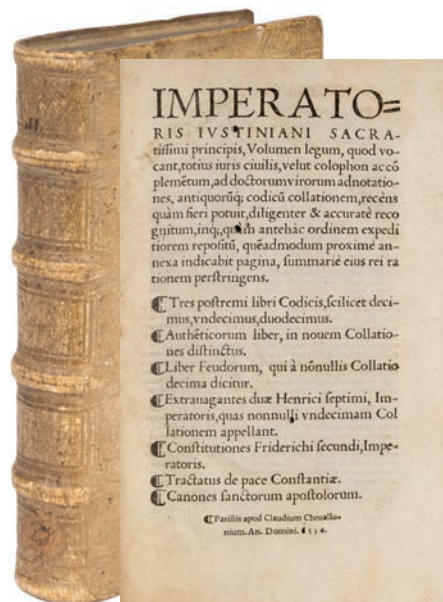 IMPERATO=
RIS IVSTINIANI SACRA-
tissimi principis, Volumen legum, quod vo-
cant, totius iuris ciuilis, velut colophon ac cō
plemētum, ad doctorum virorum adnotatio-
nes, antiquorūq; codicū collationem, recèns
quàm fieri potuit, diligenter & accuratè reco
gnitum, inq;, quàm antehàc ordinem expedi
tiorem repositū, quēadmodum proximè an-
nexa indicabit pagina, summariè eius rei ra
tionem perstringens.
Tres postremi libri Codicis, scilicet deci-
mus, vndecimus, duodecimus.
Authēticorum liber, in nouem Collatio-
nes distinctus.
Liber Feudorum, qui à nōnullis Collatio
decima dicitur.
Extrauagantes duæ Henrici septimi, Im-
peratoris, quas nonnulli vndecimam Col
lationem appellant.
Constitutiones Friderichi secundi, Impe-
ratoris.
Tractatus de pace Constantiæ.
Canones sanctorum apostolorum.
Parisiis apud Claudium Cheuallo-
nium. An. Domini.